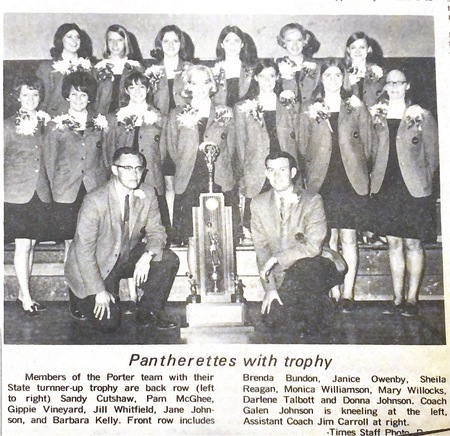 Pantherettes with trophy
Members of the Porter team with their
State turnner-up trophy are back row (left
to right) Sandy Cutshaw, Pam McGhee,
Gippie Vineyard, Jill Whitfield, Jane John-
son, and Barbara Kelly. Front row includes
Brenda Bundon, Janice Owenby, Sheila
Reagan, Monica Williamson, Mary Willocks,
Darlene Talbott and Donna Johnson. Coach
Galen Johnson is kneeling at the left,
Assistant Coach Jim Carroll at right.
-Times Staff Photo